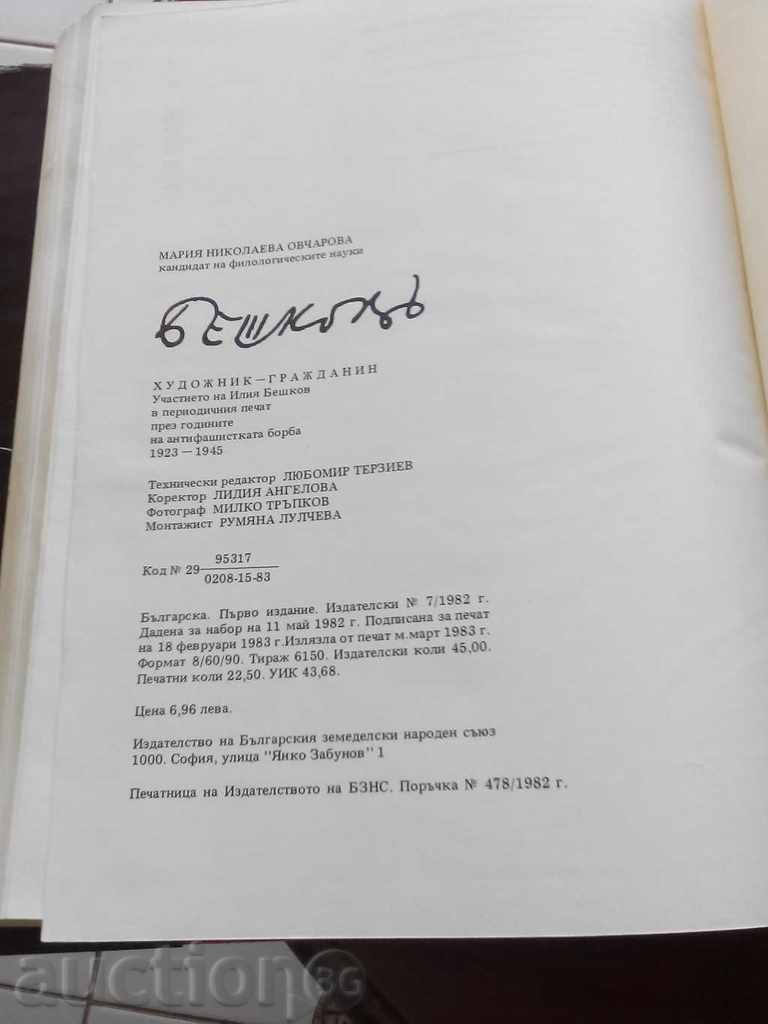 МАРИЯ НИКОЛАЕВА ОВЧАРОВА
кандидат на филологическите науки
Бешковъ
ХУДОЖНИК—ГРАЖДАНИН
Участието на Илия Бешков
в периодичния печат
през годините
на антифашистката борба
1923 — 1945
Технически редактор ЛЮБОМИР ТЕРЗИЕВ
Коректор ЛИДИЯ АНГЕЛОВА
Фотограф МИЛКО ТРЪПКОВ
Монтажист РУМЯНА ЛУЛЧЕВА
95317
Код № 29
0208-15-83
Българска. Първо издание. Издателски № 7/1982 г.
Дадена за набор на 11 май 1982 г. Подписана за печат
на 18 февруари 1983 г.Излязла от печат м.март 1983 г.
Формат 8/60/90. Тираж 6150. Издателски коли 45,00.
Печатни коли 22,50. УИК 43,68.
Цена 6,96 лева.
Издателство на Българския земеделски народен съюз
1000. София, улица "Янко Забунов" 1
Печатница на Издателството на БЗНС. Поръчка № 478/1982 г.
auction BG